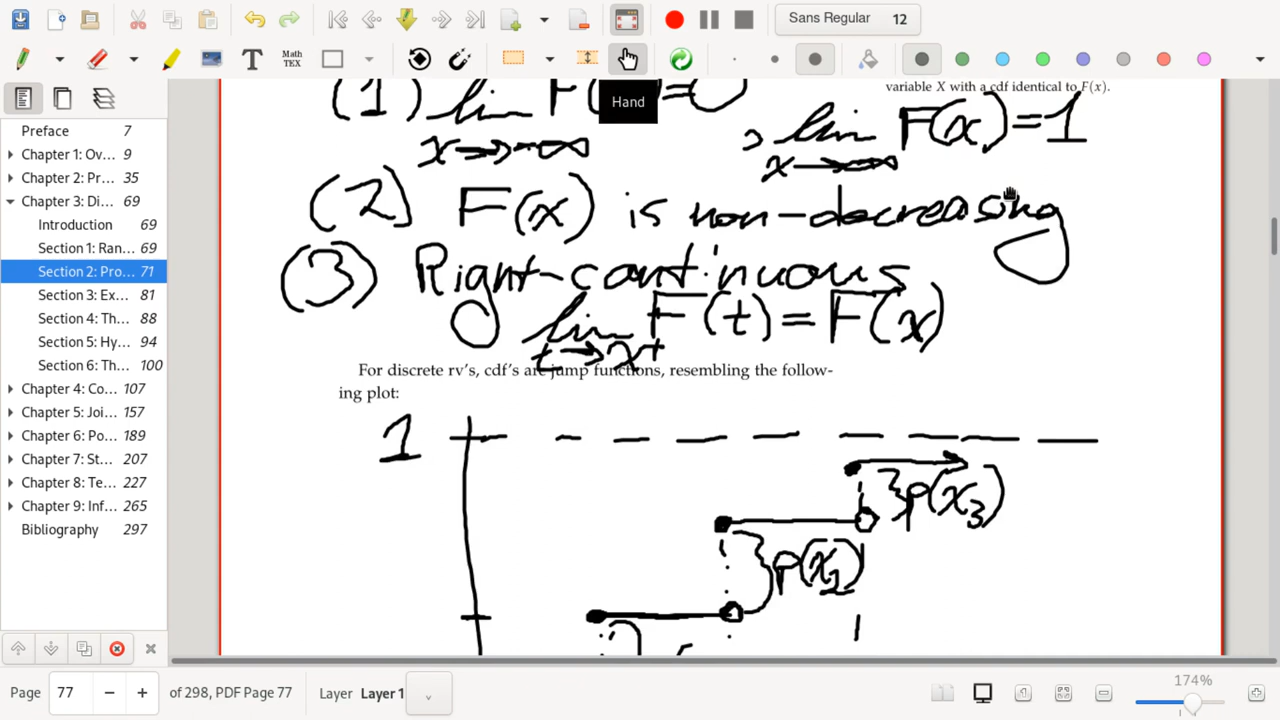 Sans Regular 12
Math
TEX
Hand
Preface 7
Chapter 1: Ov... 9
Chapter 2: Pr... 35
Chapter 3: Di... 69
Introduction 69
Section 1: Ran... 69
Section 2: Pro... 71
Section 3: Ex... 81
Section 4: Th... 88
Section 5: Hy... 94
Section 6: Th... 100
Chapter 4: Co... 107
Chapter 5: Joi... 157
Chapter 6: Po... 189
Chapter 7: St... 207
Chapter 8: Te... 227
Chapter 9: Inf... 265
Bibliography 297
variable X with a cdf identical to F(x).
(1) lim F( =0
x→-∞
, lim F(x)=1
x→∞
(2) F(x) is non-decreasing
(3) Right-continuous
lim F(t) = F(x)
t→x+
For discrete rv's, cdf's are jump functions, resembling the follow-
ing plot:
1
}p(x3)
}p(x2)
Page 77 of 298, PDF Page 77 Layer Layer 1 174%